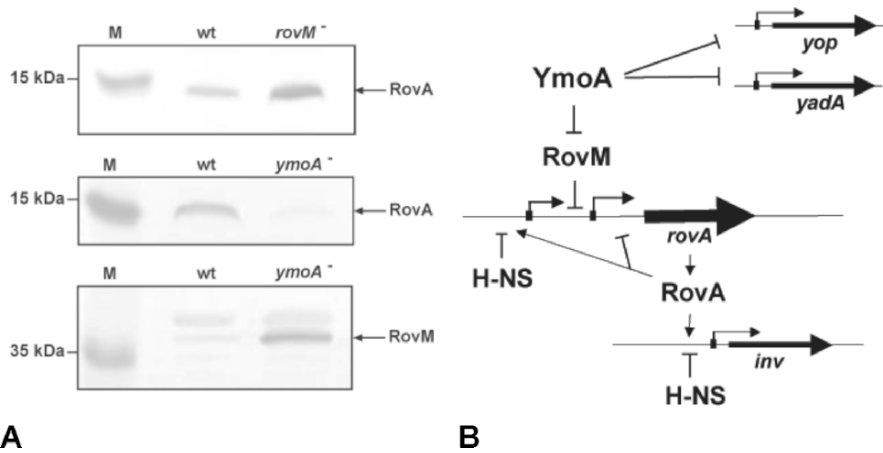 M wt rovM -
15 kDa
RovA
M wt ymoA -
15 kDa
RovA
M wt ymoA -
35 kDa
RovM
A
yop
YmoA
yadA
RovM
rovA
H-NS
RovA
inv
H-NS
B